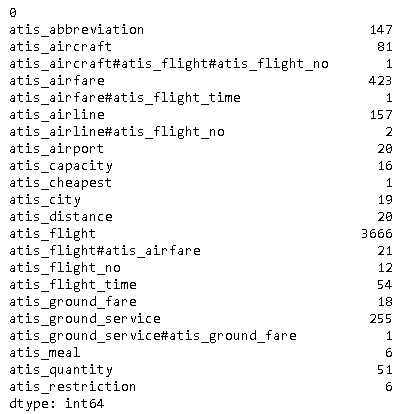 0
atis_abbreviation 147
atis_aircraft 81
atis_aircraft#atis_flight#atis_flight_no 1
atis_airfare 423
atis_airfare#atis_flight_time 1
atis_airline 157
atis_airline#atis_flight_no 2
atis_airport 20
atis_capacity 16
atis_cheapest 1
atis_city 19
atis_distance 20
atis_flight 3666
atis_flight#atis_airfare 21
atis_flight_no 12
atis_flight_time 54
atis_ground_fare 18
atis_ground_service 255
atis_ground_service#atis_ground_fare 1
atis_meal 6
atis_quantity 51
atis_restriction 6
dtype: int64